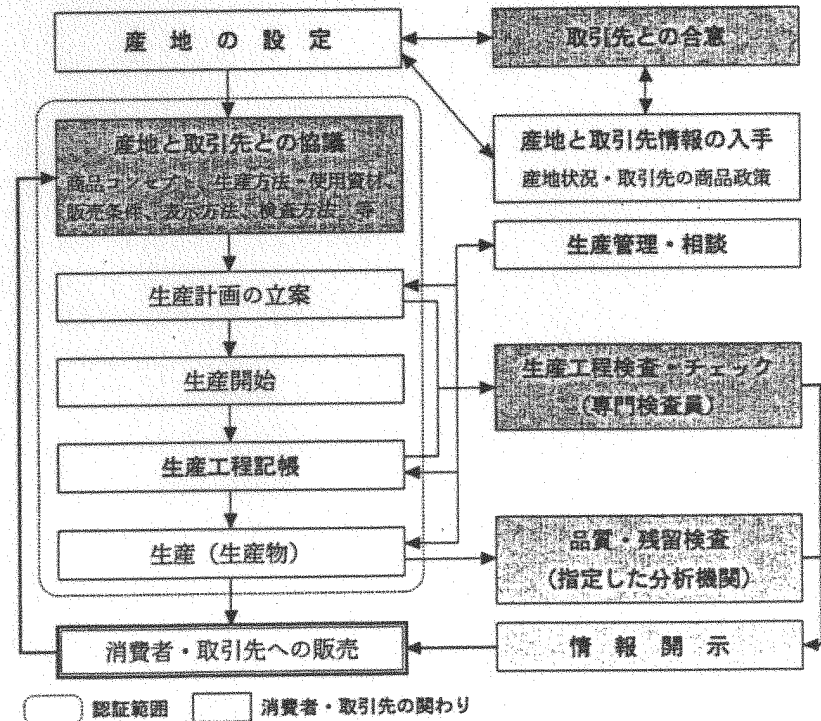 産地の設定
取引先との合意
産地と取引先との協議
商品コンセプト、生産方法・使用資材、
販売条件、表示方法、検査方法 等
産地と取引先情報の入手
産地状況・取引先の商品政策
生産管理・相談
生産計画の立案
生産開始
生産工程検査・チェック
(専門検査員)
生産工程記帳
生産(生産物)
品質・残留検査
(指定した分析機関)
消費者・取引先への販売
情報開示
認証範囲
消費者・取引先の関わり